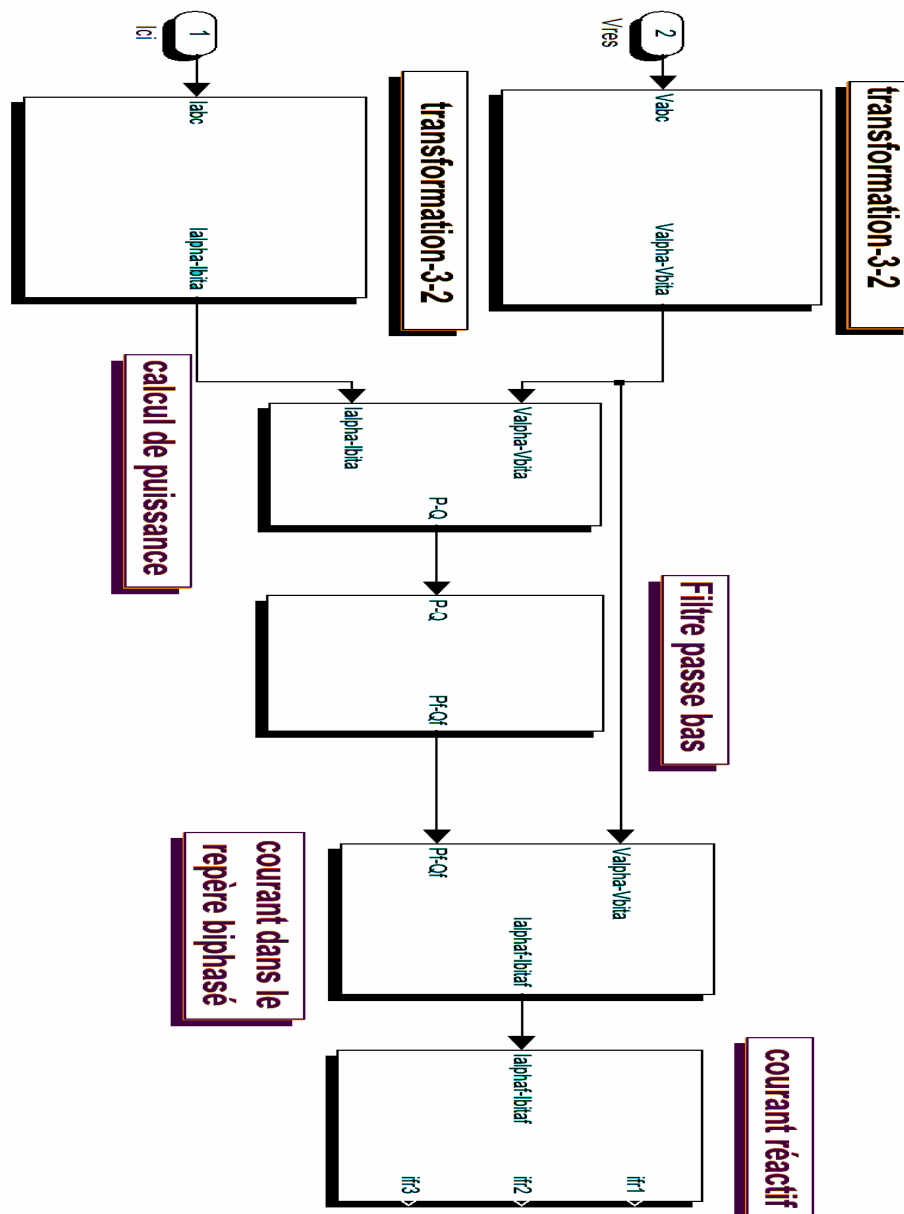 transformation-3-2
2
Vres
Vabc
Valpha-Vbita
transformation-3-2
1
Ici
Iabc
Ialpha-Ibita
Valpha-Vbita
Ialpha-Ibita
P-Q
calcul de puissance
Filtre passe bas
P-Q
Pf-Qf
Valpha-Vbita
Pf-Qf
Ialphaf-Ibitaf
courant dans le
repère biphasé
courant réactif
Ialphaf-Ibitaf
ifr1
ifr2
ifr3